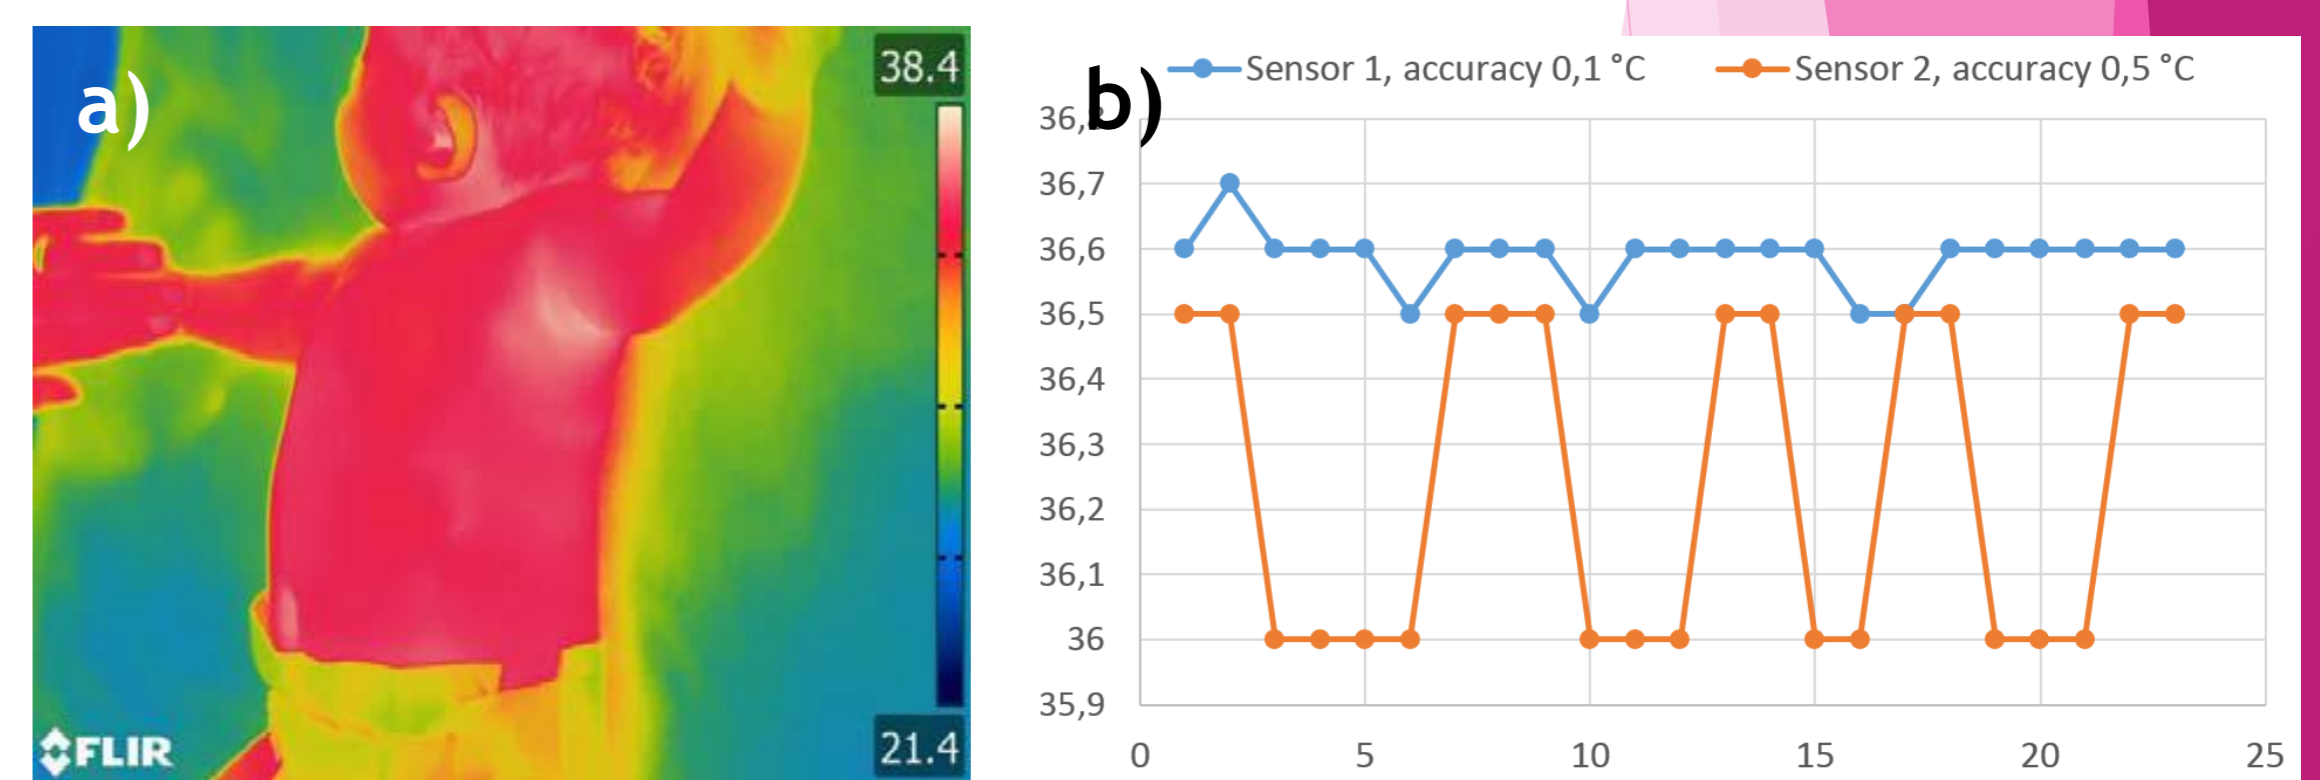 a)
38.4
21.4
FLIR
b)
Sensor 1, accuracy 0,1 °C
Sensor 2, accuracy 0,5 °C
36,8
36,7
36,6
36,5
36,4
36,3
36,2
36,1
36
35,9
0 5 10 15 20 25